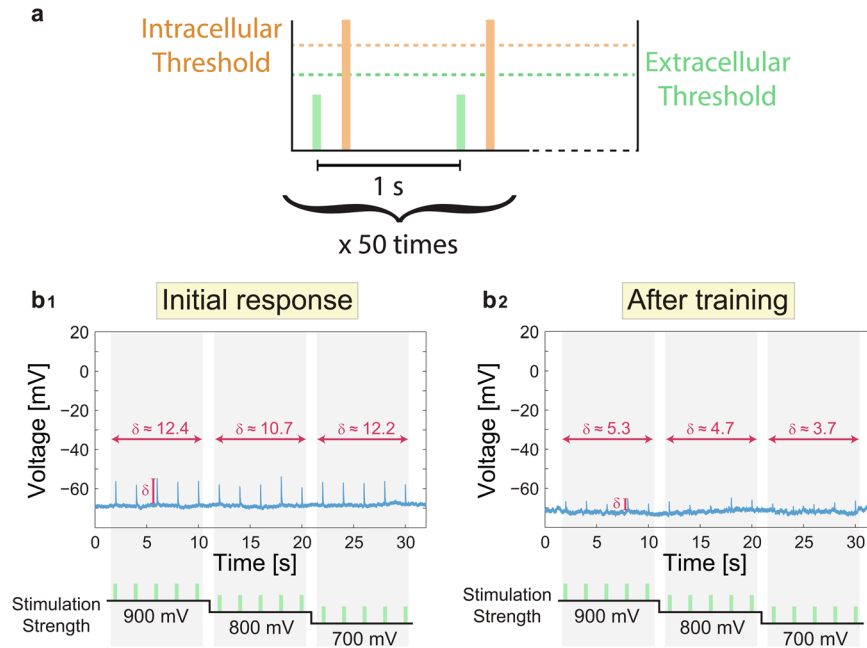 a
Intracellular
Threshold
Extracellular
Threshold
1 s
x 50 times
b1
Initial response
20
0
−20
−40
−60
Voltage [mV]
δ ≈ 12.4
δ ≈ 10.7
δ ≈ 12.2
δ
0
5
10
15
20
25
30
Time [s]
Stimulation
Strength
900 mV
800 mV
700 mV
b2
After training
20
0
−20
−40
−60
Voltage [mV]
δ ≈ 5.3
δ ≈ 4.7
δ ≈ 3.7
δ
0
5
10
15
20
25
30
Time [s]
Stimulation
Strength
900 mV
800 mV
700 mV